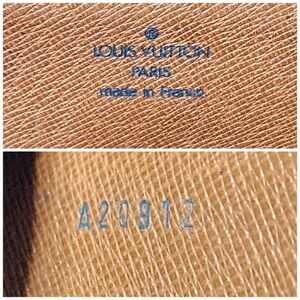 LOUIS VUITTON
PARIS
made in France
A20912